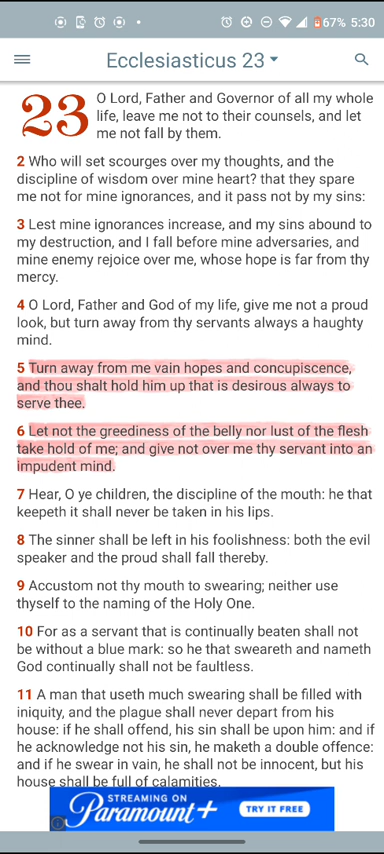 67% 5:30
Ecclesiasticus 23
23 O Lord, Father and Governor of all my whole
life, leave me not to their counsels, and let
me not fall by them.
2 Who will set scourges over my thoughts, and the
discipline of wisdom over mine heart? that they spare
me not for mine ignorances, and it pass not by my sins:
3 Lest mine ignorances increase, and my sins abound to
my destruction, and I fall before mine adversaries, and
mine enemy rejoice over me, whose hope is far from thy
mercy.
4 O Lord, Father and God of my life, give me not a proud
look, but turn away from thy servants always a haughty
mind.
5 Turn away from me vain hopes and concupiscence,
and thou shalt hold him up that is desirous always to
serve thee.
6 Let not the greediness of the belly nor lust of the flesh
take hold of me; and give not over me thy servant into an
impudent mind.
7 Hear, O ye children, the discipline of the mouth: he that
keepeth it shall never be taken in his lips.
8 The sinner shall be left in his foolishness: both the evil
speaker and the proud shall fall thereby.
9 Accustom not thy mouth to swearing; neither use
thyself to the naming of the Holy One.
10 For as a servant that is continually beaten shall not
be without a blue mark: so he that sweareth and nameth
God continually shall not be faultless.
11 A man that useth much swearing shall be filled with
iniquity, and the plague shall never depart from his
house: if he shall offend, his sin shall be upon him: and if
he acknowledge not his sin, he maketh a double offence:
and if he swear in vain, he shall not be innocent, but his
house shall be full of calamities.
STREAMING ON
Paramount+
TRY IT FREE